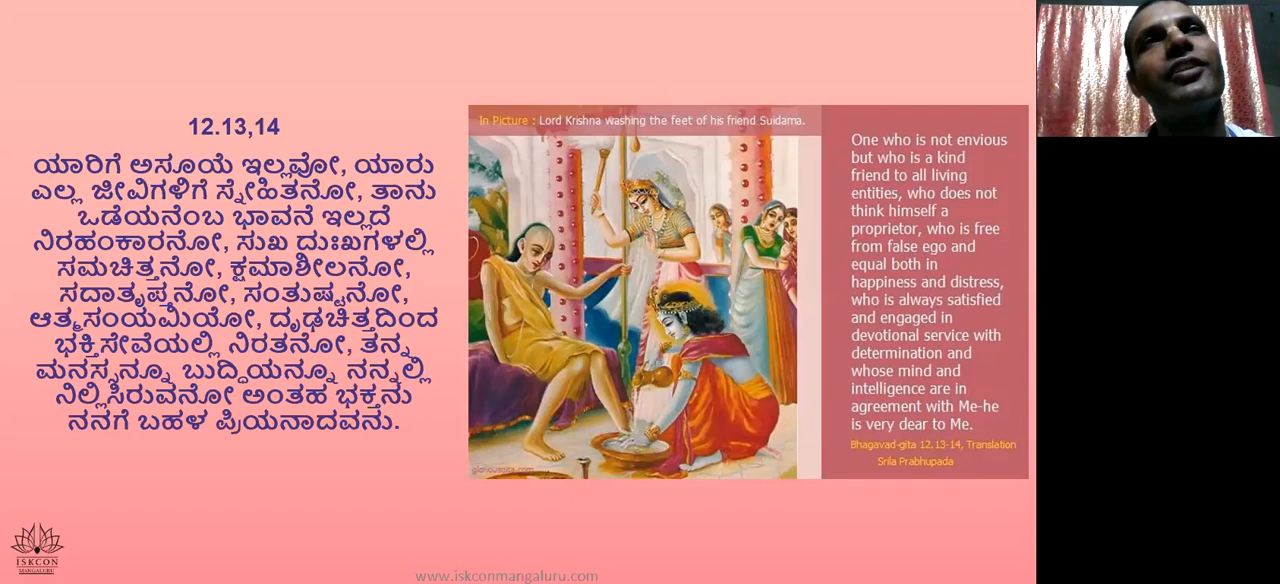 12.13,14
ಯಾರಿಗೆ ಅಸೂಯೆ ಇಲ್ಲವೋ, ಯಾರು
ಎಲ್ಲ ಜೀವಿಗಳಿಗೆ ಸ್ನೇಹಿತನೋ, ತಾನು
ಒಡೆಯನೆಂಬ ಭಾವನೆ ಇಲ್ಲದೆ
ನಿರಹಂಕಾರನೋ, ಸುಖ ದುಃಖಗಳಲ್ಲಿ
ಸಮಚಿತ್ತನೋ, ಕ್ಷಮಾಶೀಲನೋ,
ಸದಾತೃಪ್ತನೋ, ಸಂತುಷ್ಟನೋ,
ಆತ್ಮಸಂಯಮಿಯೋ, ದೃಢಚಿತ್ತದಿಂದ
ಭಕ್ತಿಸೇವೆಯಲ್ಲಿ ನಿರತನೋ, ತನ್ನ
ಮನಸ್ಸನ್ನೂ ಬುದ್ಧಿಯನ್ನೂ ನನ್ನಲ್ಲಿ
ನಿಲ್ಲಿಸಿರುವನೋ ಅಂತಹ ಭಕ್ತನು
ನನಗೆ ಬಹಳ ಪ್ರಿಯನಾದವನು.
In Picture : Lord Krishna washing the feet of his friend Suidama.
One who is not envious
but who is a kind
friend to all living
entities, who does not
think himself a
proprietor, who is free
from false ego and
equal both in
happiness and distress,
who is always satisfied
and engaged in
devotional service with
determination and
whose mind and
intelligence are in
agreement with Me-he
is very dear to Me.
Bhagavad-gita 12.13-14, Translation
Srila Prabhupada
gloriousgita.com
ISKCON
MANGALURU
www.iskconmangaluru.com